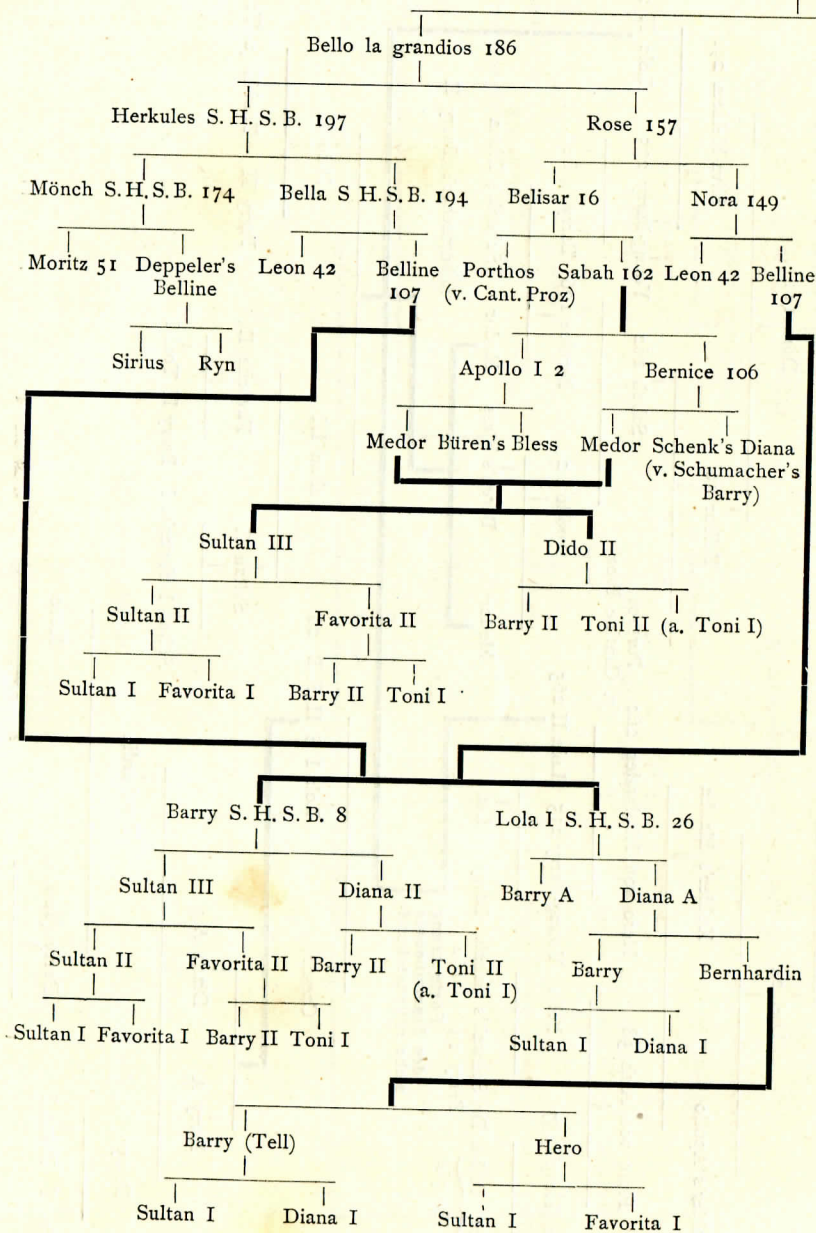 Bello la grandios 186
Herkules S. H. S. B. 197 Rose 157
Mönch S. H. S. B. 174 Bella S H. S. B. 194 Belisar 16 Nora 149
Moritz 51 Deppeler's Leon 42 Belline Porthos Sabah 162 Leon 42 Belline
Belline 107 (v. Cant. Proz) 107
Sirius Ryn
Apollo I 2 Bernice 106
Medor Büren's Bless Medor Schenk's Diana
(v. Schumacher's
Barry)
Sultan III Dido II
Sultan II Favorita II Barry II Toni II (a. Toni I)
Sultan I Favorita I Barry II Toni I
Barry S. H. S. B. 8 Lola I S. H. S. B. 26
Sultan III Diana II Barry A Diana A
Sultan II Favorita II Barry II Toni II Barry Bernhardin
(a. Toni I)
Sultan I Favorita I Barry II Toni I Sultan I Diana I
Barry (Tell) Hero
Sultan I Diana I Sultan I Favorita I